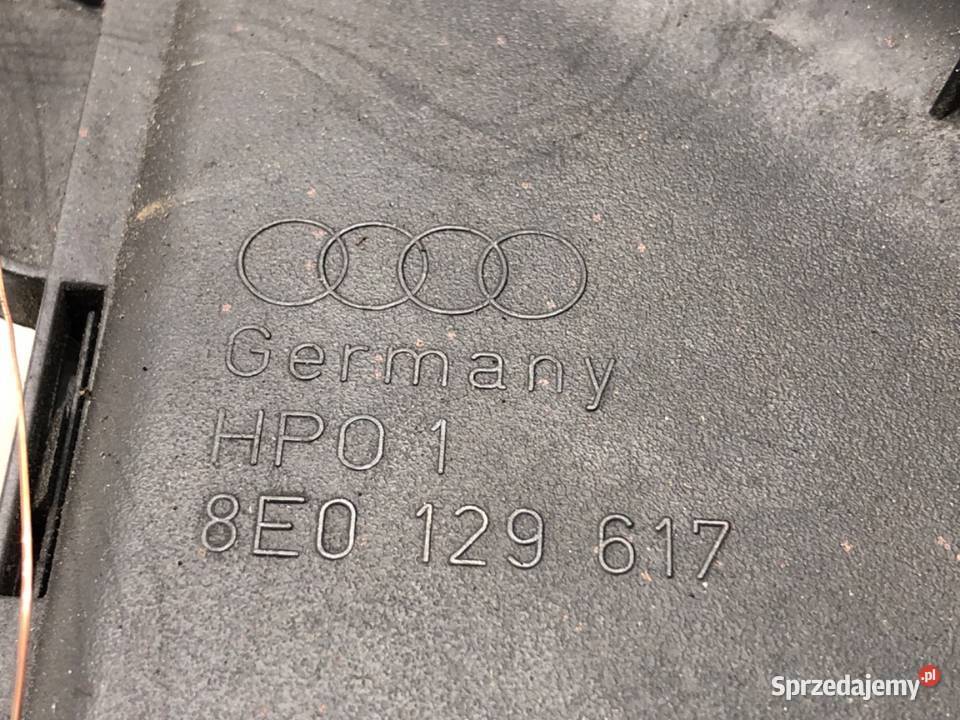 Germany
HPO 1
8E0 129 617
Sprzedajemy.pl